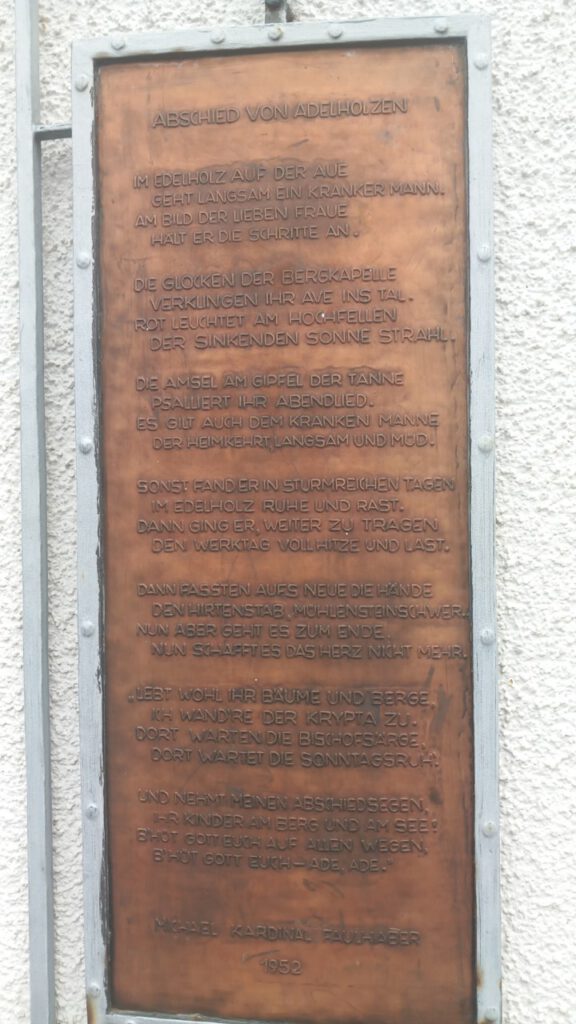 ABSCHIED VON ADELHOLZEN
IM EDELHOLZ AUF DER AUE
GEHT LANGSAM EIN KRANKER MANN.
AM BILD DER LIEBEN FRAUE
HÄLT ER DIE SCHRITTE AN.
DIE GLOCKEN DER BERGKAPELLE
VERKLINGEN IHR AVE INS TAL.
ROT LEUCHTET AM HOCHFELLEN
DER SINKENDEN SONNE STRAHL.
DIE AMSEL AM GIPFEL DER TANNE
PSALLIERT IHR ABENDLIED.
ES GILT AUCH DEM KRANKEN MANNE
DER HEIMKEHRT, LANGSAM UND MÜD.
SONST FAND ER IN STURMREICHEN TAGEN
IM EDELHOLZ RUHE UND RAST.
DANN GING ER, WEITER ZU TRAGEN
DEN WERKTAG VOLL HITZE UND LAST.
DANN FASSTEN AUFS NEUE DIE HÄNDE
DEN HIRTENSTAB, MÜHLENSTEINSCHWER.
NUN ABER GEHT ES ZUM ENDE.
NUN SCHAFFT ES DAS HERZ NICHT MEHR.
„LEBT WOHL IHR BÄUME UND BERGE,
ICH WAND'RE DER KRYPTA ZU.
DORT WARTEN DIE BISCHOFSÄRGE,
DORT WARTET DIE SONNTAGSRUH.
UND NEHMT MEINEN ABSCHIEDSEGEN,
IHR KINDER AM BERG UND AM SEE!
B'HÜT GOTT EUCH AUF ALLEN WEGEN,
B'HÜT GOTT EUCH – ADE, ADE."
MICHAEL KARDINAL FAULHABER
1952